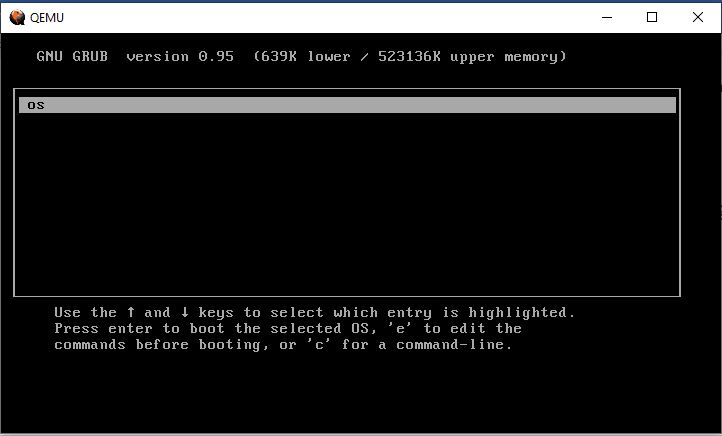 QEMU
GNU GRUB version 0.95 (639K lower / 523136K upper memory)
os
Use the ↑ and ↓ keys to select which entry is highlighted.
Press enter to boot the selected OS, 'e' to edit the
commands before booting, or 'c' for a command-line.